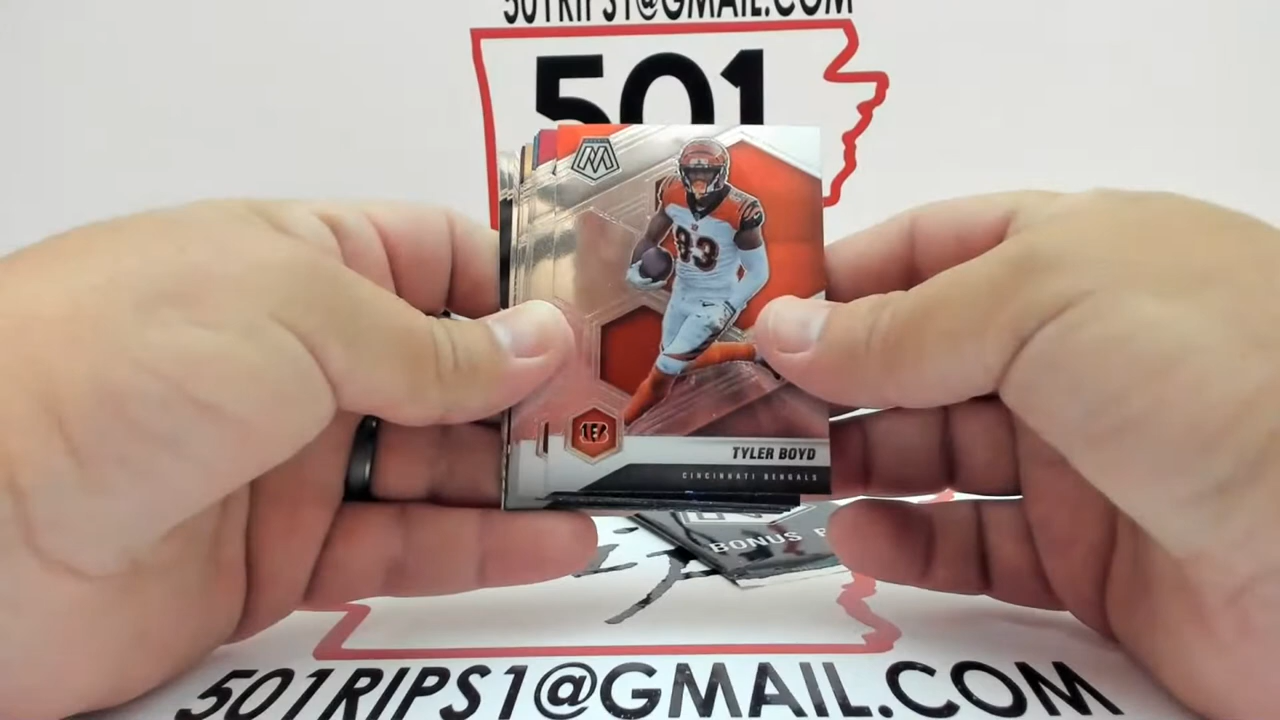 501RIPS1@GMAIL.COM
501
M
83
TYLER BOYD
CINCINNATI BENGALS
BONUS
501RIPS1@GMAIL.COM